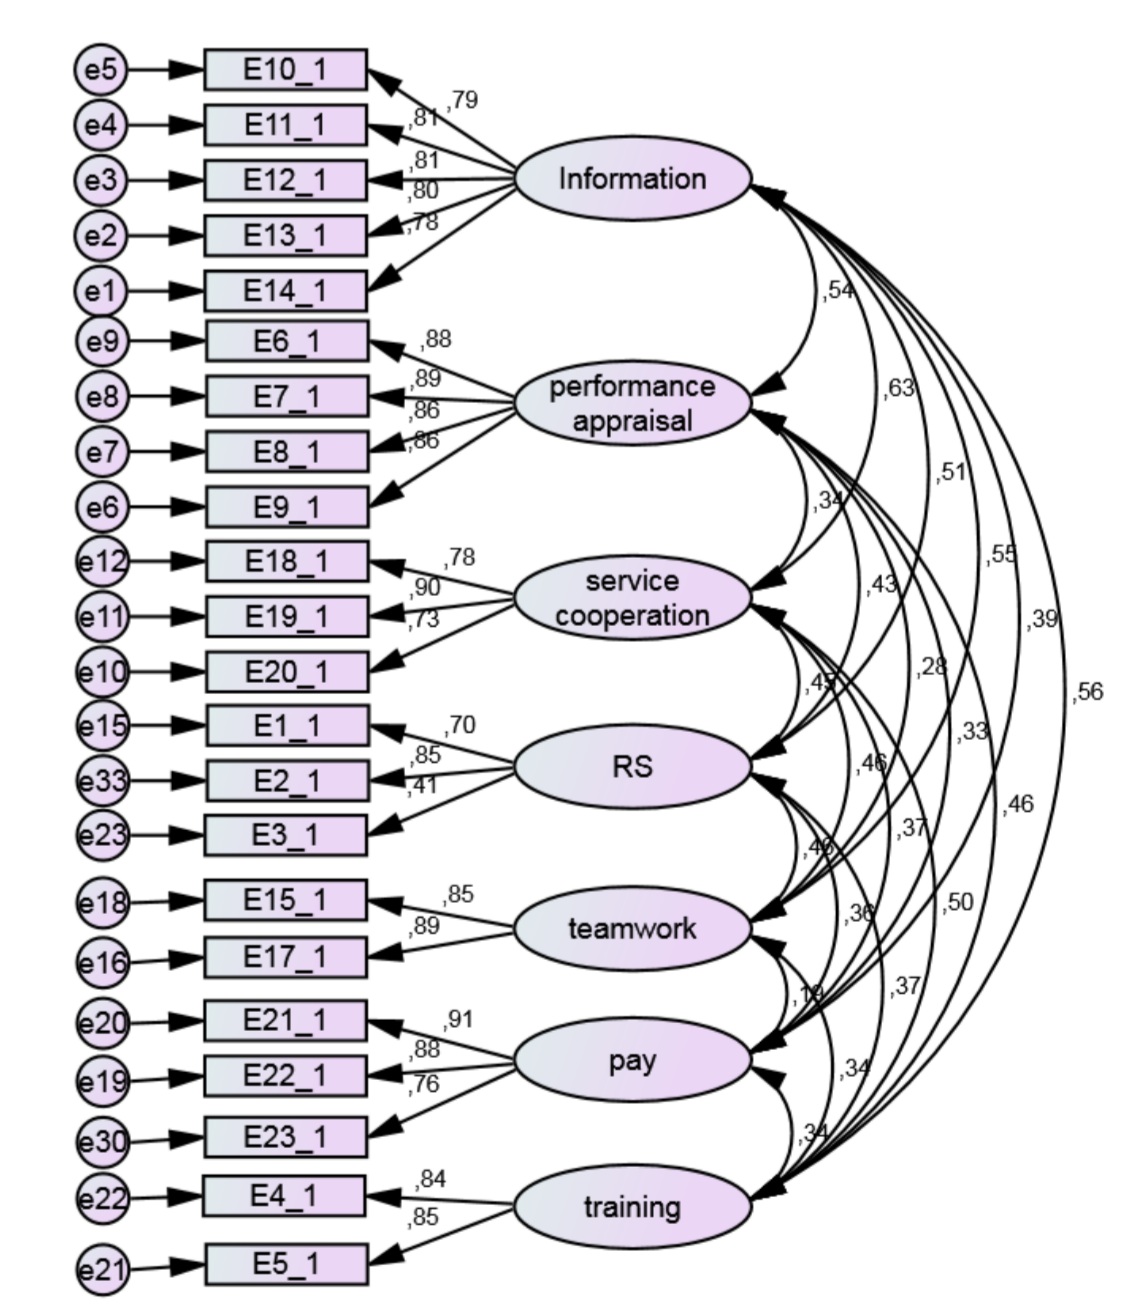 e5 E10_1
,79
e4 E11_1
,81
e3 E12_1
,81
Information
e2 E13_1
,80
,78
e1 E14_1
,54
e9 E6_1
,88
e8 E7_1
,89
performance
appraisal
,63
e7 E8_1
,86
,86
e6 E9_1
,51
,34
e12 E18_1
,78
,55
service
cooperation
,90
,43
e11 E19_1
,73
,39
e10 E20_1
,28
,56
e15 E1_1
,70
,33
e33 E2_1
,85
RS
,41
,46
e23 E3_1
,46
,37
e18 E15_1
,85
,50
,36
e16 E17_1
,89
teamwork
,37
e20 E21_1
,91
,19
e19 E22_1
,88
pay
,76
,34
e30 E23_1
,34
e22 E4_1
,84
training
,85
e21 E5_1